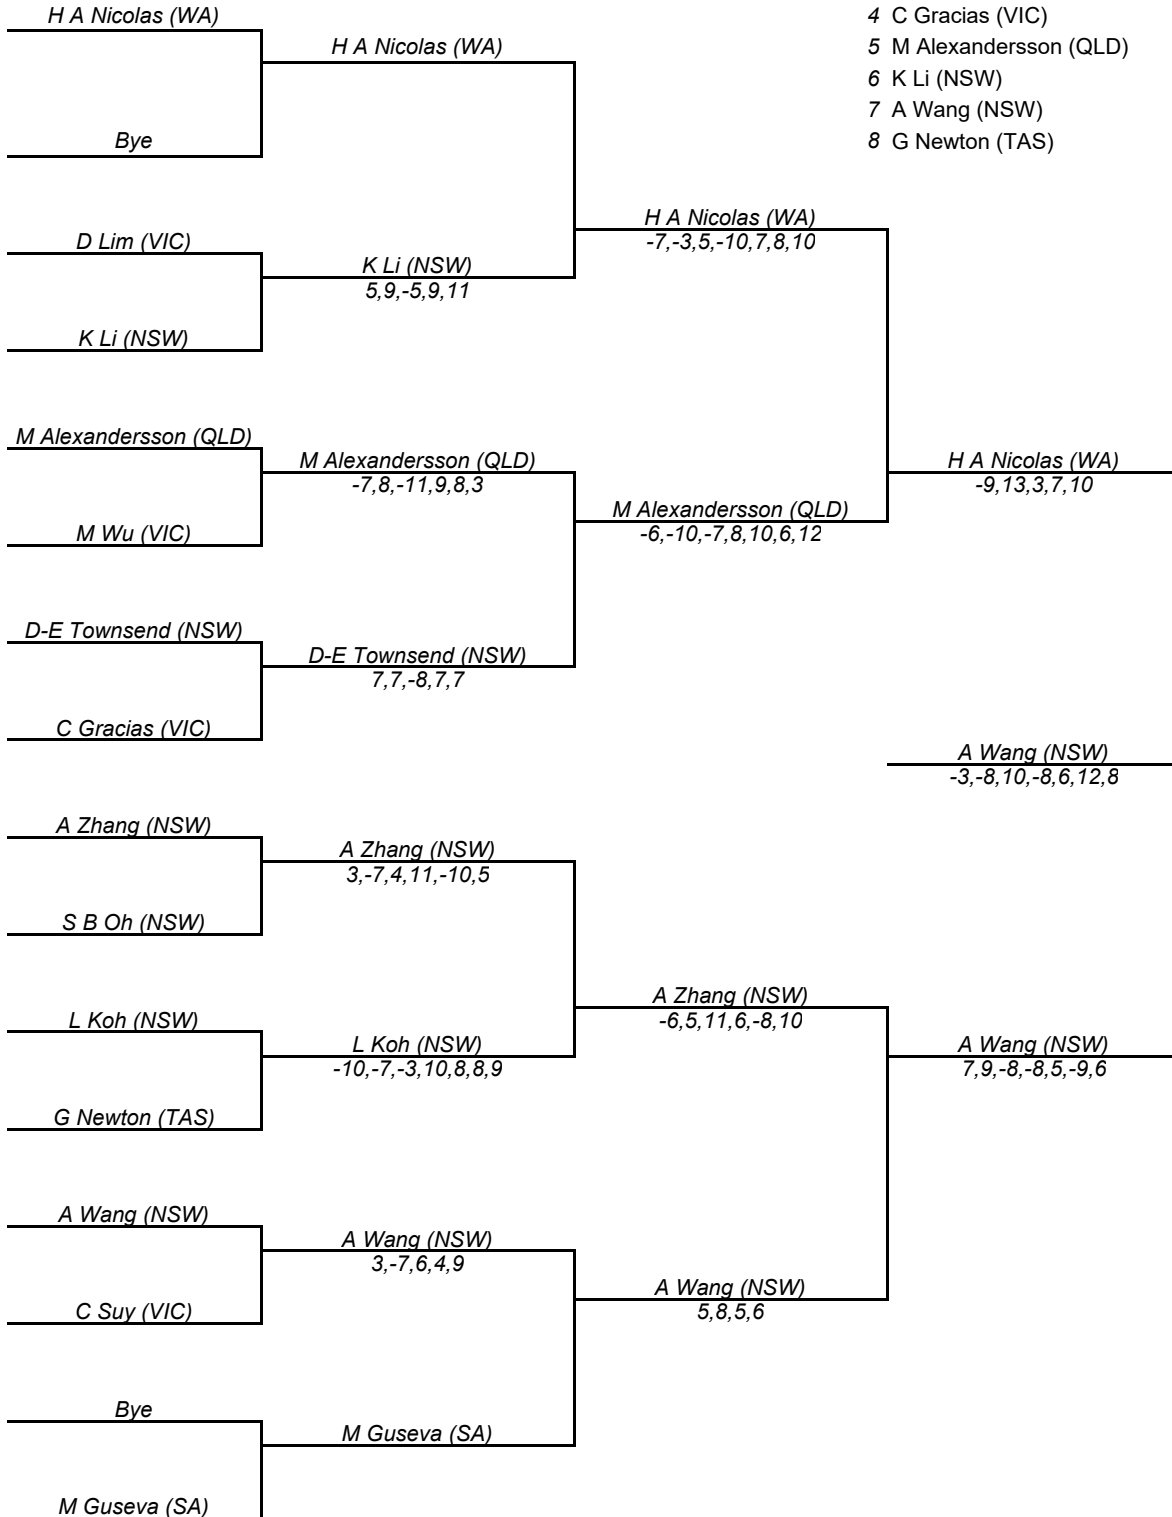 H A Nicolas (WA)
4 C Gracias (VIC)
H A Nicolas (WA)
5 M Alexandersson (QLD)
6 K Li (NSW)
7 A Wang (NSW)
Bye
8 G Newton (TAS)
H A Nicolas (WA)
-7,-3,5,-10,7,8,10
D Lim (VIC)
K Li (NSW)
5,9,-5,9,11
K Li (NSW)
M Alexandersson (QLD)
M Alexandersson (QLD)
-7,8,-11,9,8,3
H A Nicolas (WA)
-9,13,3,7,10
M Alexandersson (QLD)
-6,-10,-7,8,10,6,12
M Wu (VIC)
D-E Townsend (NSW)
D-E Townsend (NSW)
7,7,-8,7,7
C Gracias (VIC)
A Wang (NSW)
-3,-8,10,-8,6,12,8
A Zhang (NSW)
A Zhang (NSW)
3,-7,4,11,-10,5
S B Oh (NSW)
A Zhang (NSW)
-6,5,11,6,-8,10
L Koh (NSW)
L Koh (NSW)
-10,-7,-3,10,8,8,9
A Wang (NSW)
7,9,-8,-8,5,-9,6
G Newton (TAS)
A Wang (NSW)
A Wang (NSW)
3,-7,6,4,9
A Wang (NSW)
5,8,5,6
C Suy (VIC)
Bye
M Guseva (SA)
M Guseva (SA)